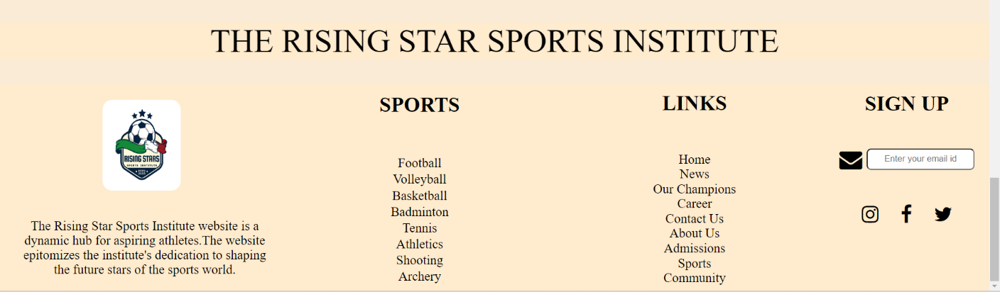 THE RISING STAR SPORTS INSTITUTE
RISING STARS
SPORTS INSTITUTE
The Rising Star Sports Institute website is a
dynamic hub for aspiring athletes.The website
epitomizes the institute's dedication to shaping
the future stars of the sports world.
SPORTS
Football
Volleyball
Basketball
Badminton
Tennis
Athletics
Shooting
Archery
LINKS
Home
News
Our Champions
Career
Contact Us
About Us
Admissions
Sports
Community
SIGN UP
Enter your email id